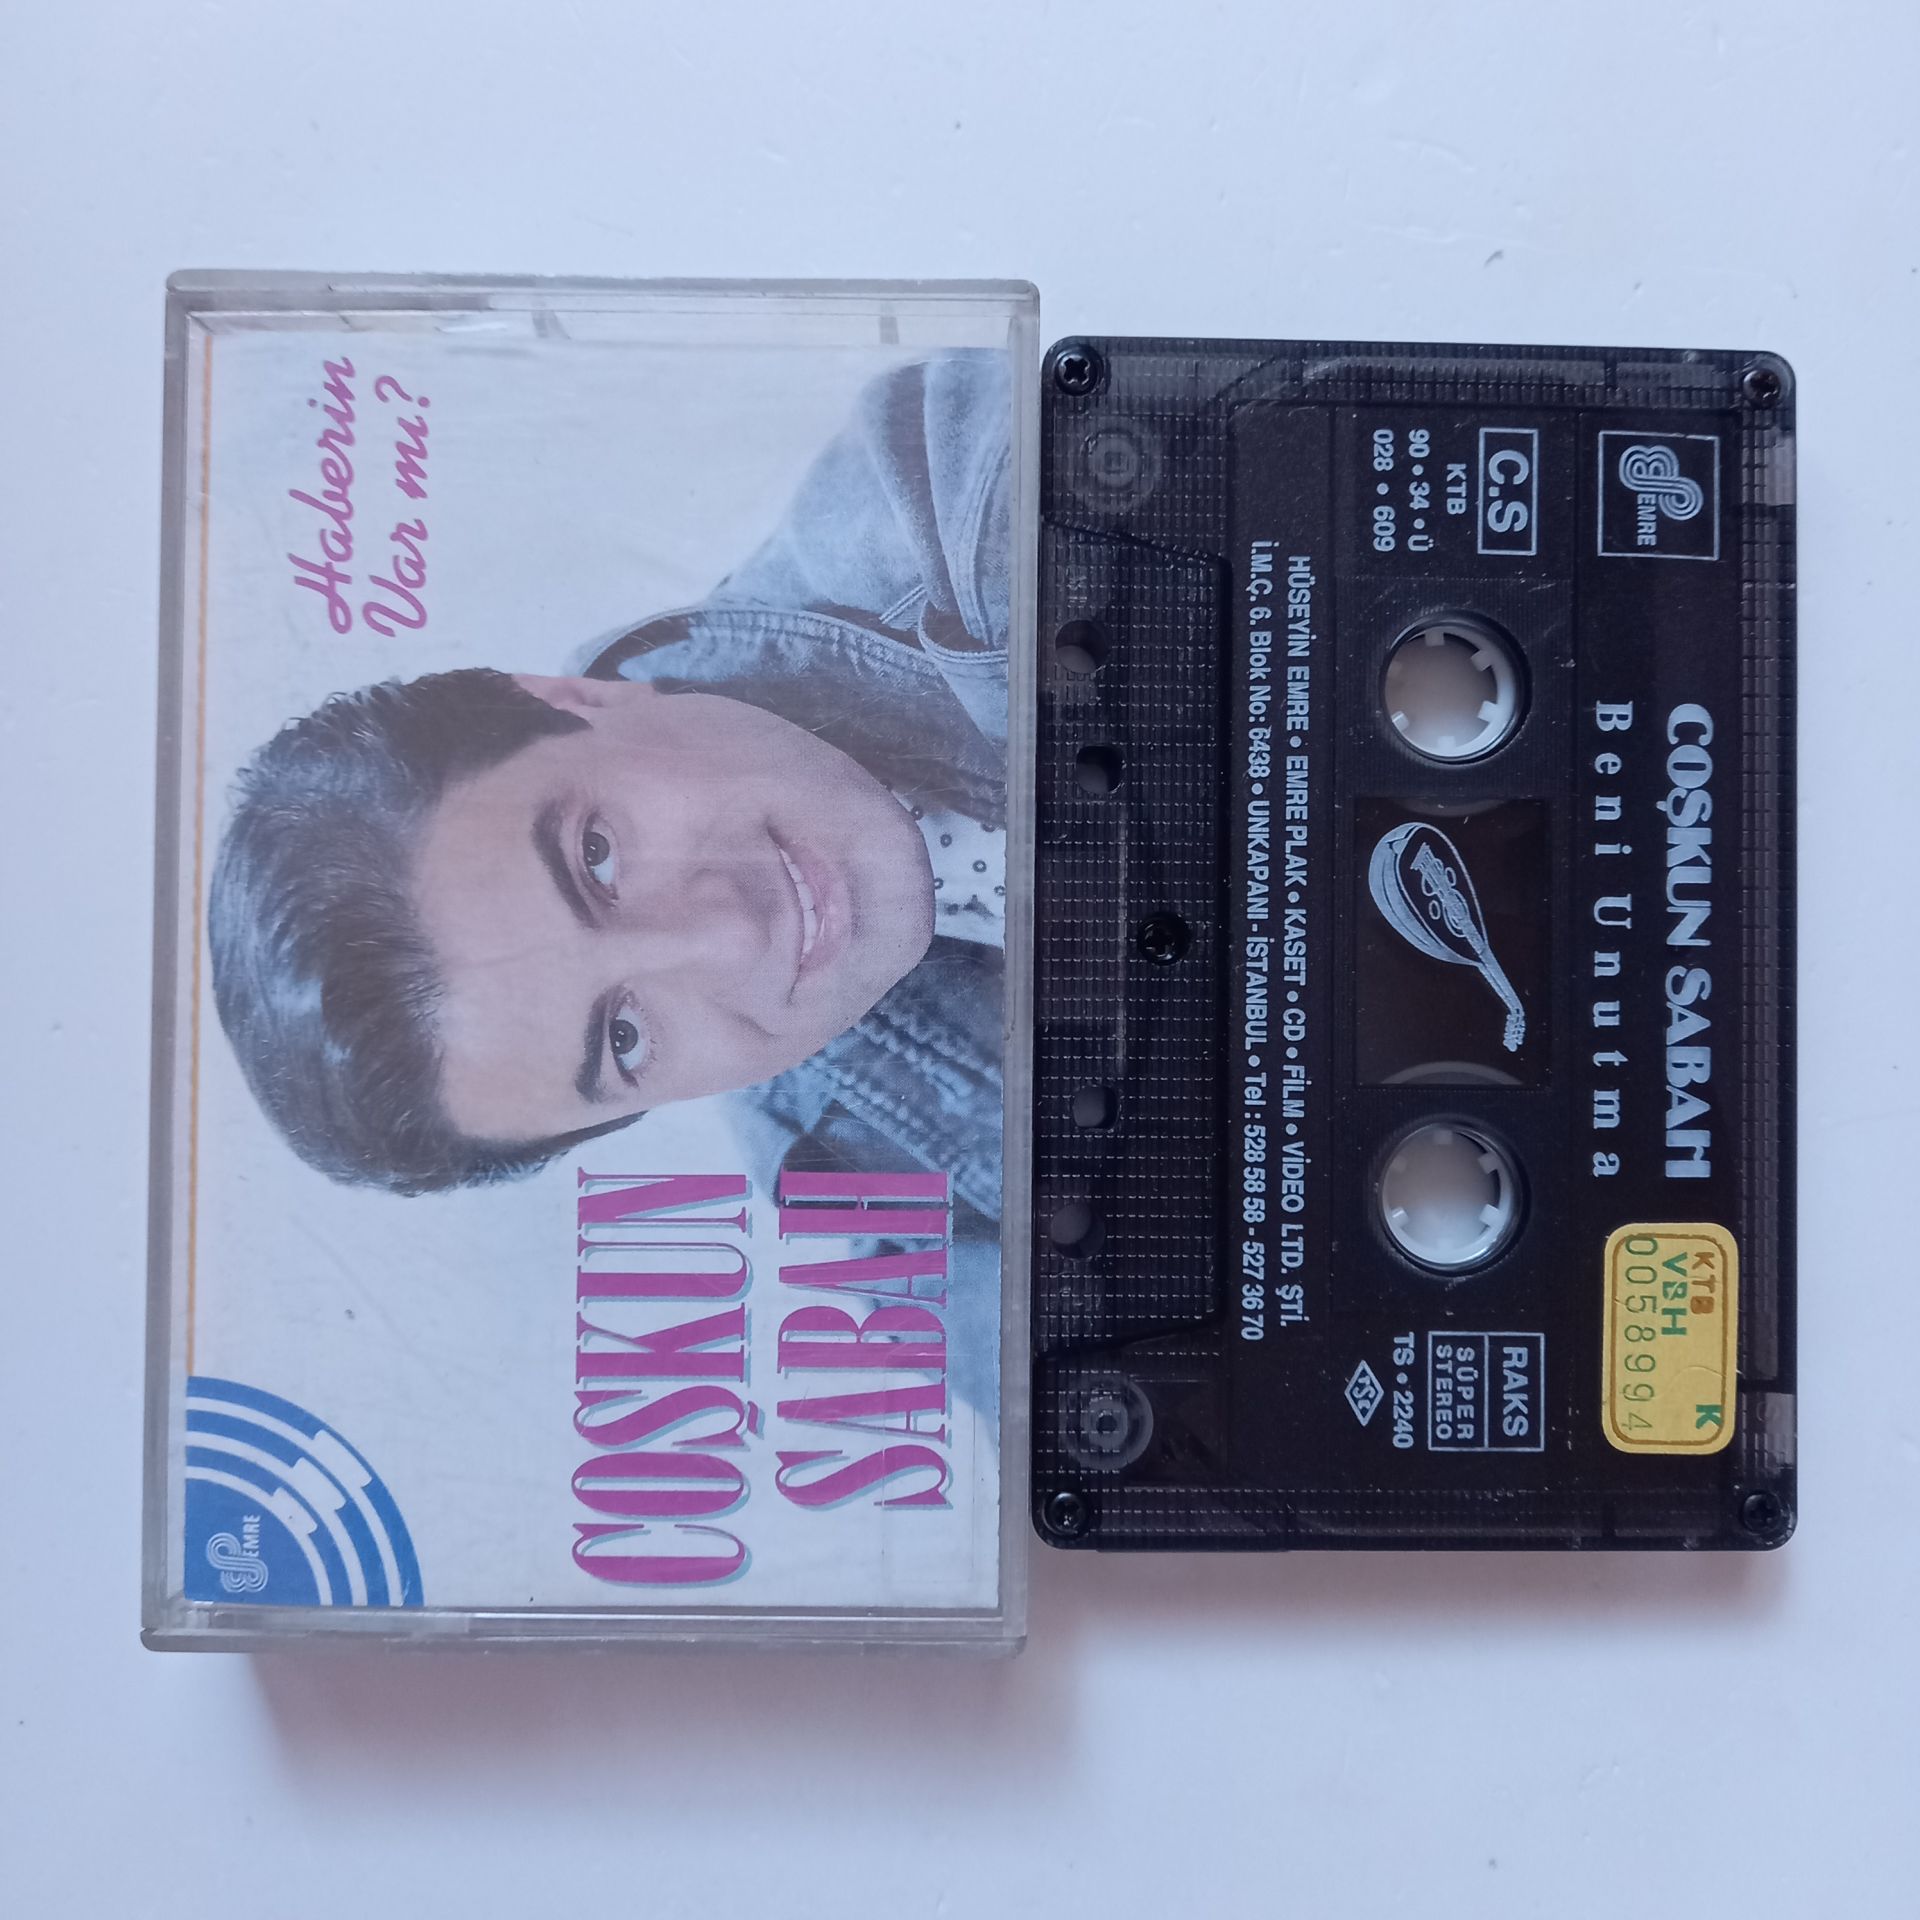 Haberin
Var mı?
COŞKUN
SABAH
EMRE
EMRE
COŞKUN SABAH
Beni Unutma
C.S
KTB
90 • 34 • Ü
028 • 609
KTB
VBH K
0058994
RAKS
SÜPER
STEREO
TS • 2240
TSE
HÜSEYİN EMRE • EMRE PLAK • KASET • CD • FİLM • VİDEO LTD. ŞTİ.
İ.M.Ç. 6. Blok No: 6438 • UNKAPANI - İSTANBUL • Tel : 528 58 58 - 527 36 70